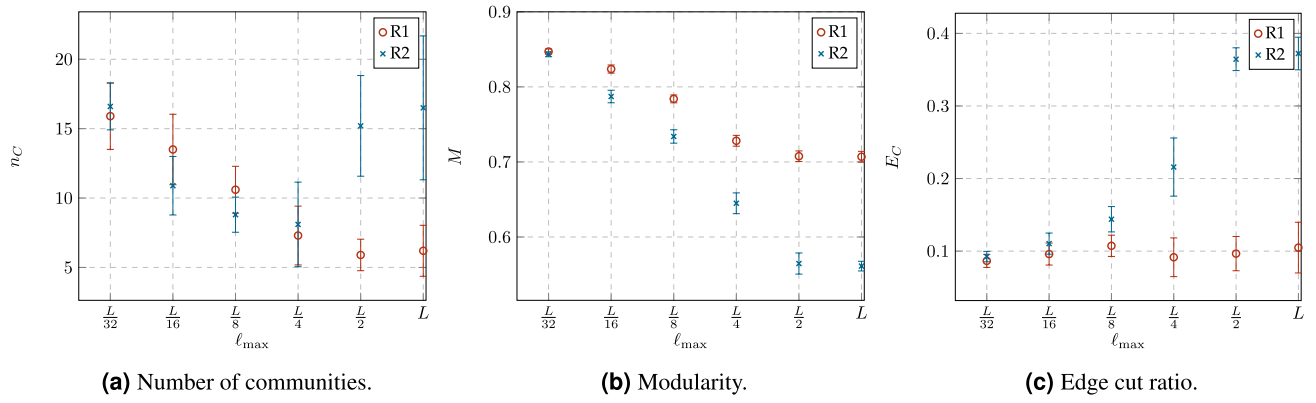 20
15
10
5
n_C
R1
R2
L/32 L/16 L/8 L/4 L/2 L
ℓ_max
(a) Number of communities.
0.9
0.8
0.7
0.6
M
R1
R2
L/32 L/16 L/8 L/4 L/2 L
ℓ_max
(b) Modularity.
0.4
0.3
0.2
0.1
E_C
R1
R2
L/32 L/16 L/8 L/4 L/2 L
ℓ_max
(c) Edge cut ratio.